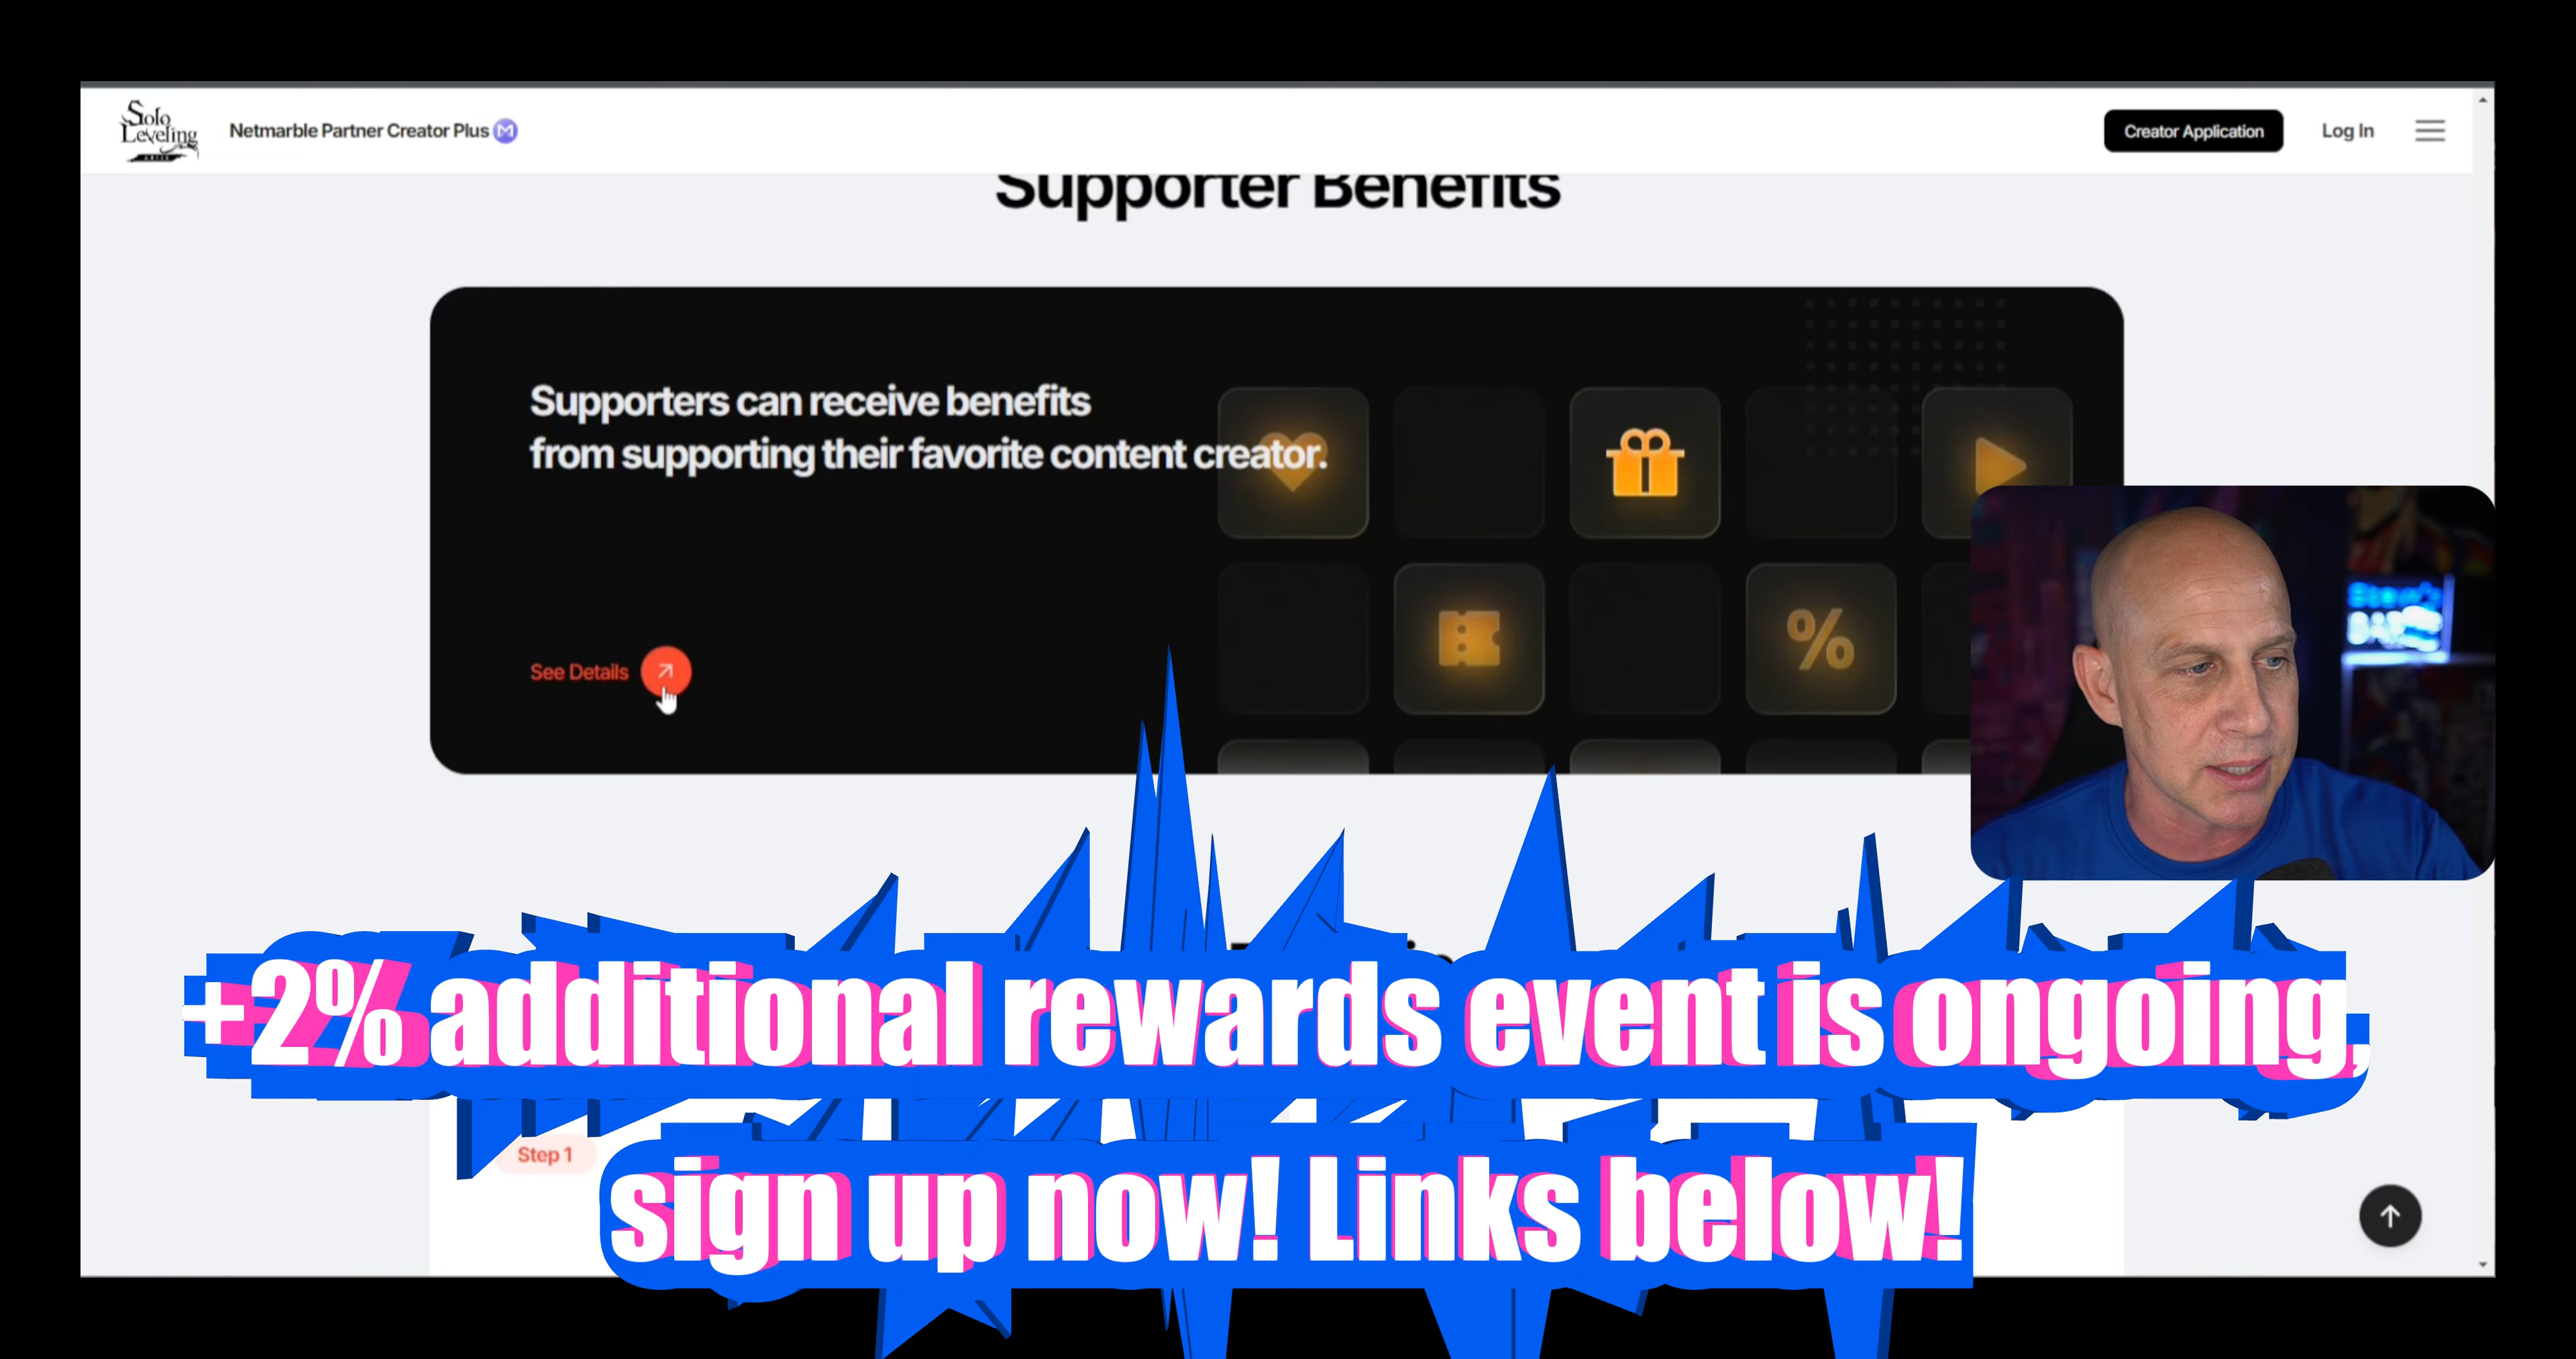 Solo
Leveling
Netmarble Partner Creator Plus
Creator Application
Log In
Supporter Benefits
Supporters can receive benefits
from supporting their favorite content creator.
%
See Details
+2% additional rewards event is ongoing,
Step 1
sign up now! Links below!